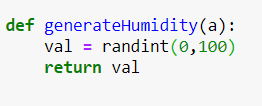 def generateHumidity(a):
    val = randint(0,100)
    return val